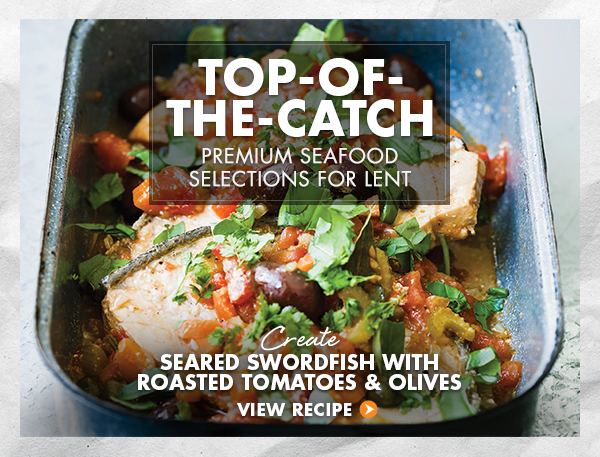 TOP-OF-
THE-CATCH
PREMIUM SEAFOOD
SELECTIONS FOR LENT
Create
SEARED SWORDFISH WITH
ROASTED TOMATOES & OLIVES
VIEW RECIPE